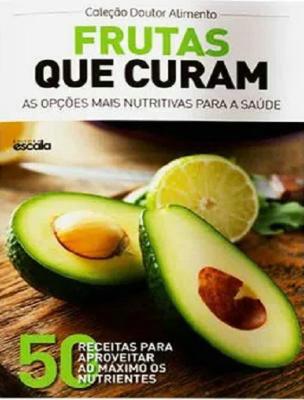 Coleção Doutor Alimento
FRUTAS
QUE CURAM
AS OPÇÕES MAIS NUTRITIVAS PARA A SAÚDE
escala
50 RECEITAS PARA
APROVEITAR
AO MÁXIMO OS
NUTRIENTES